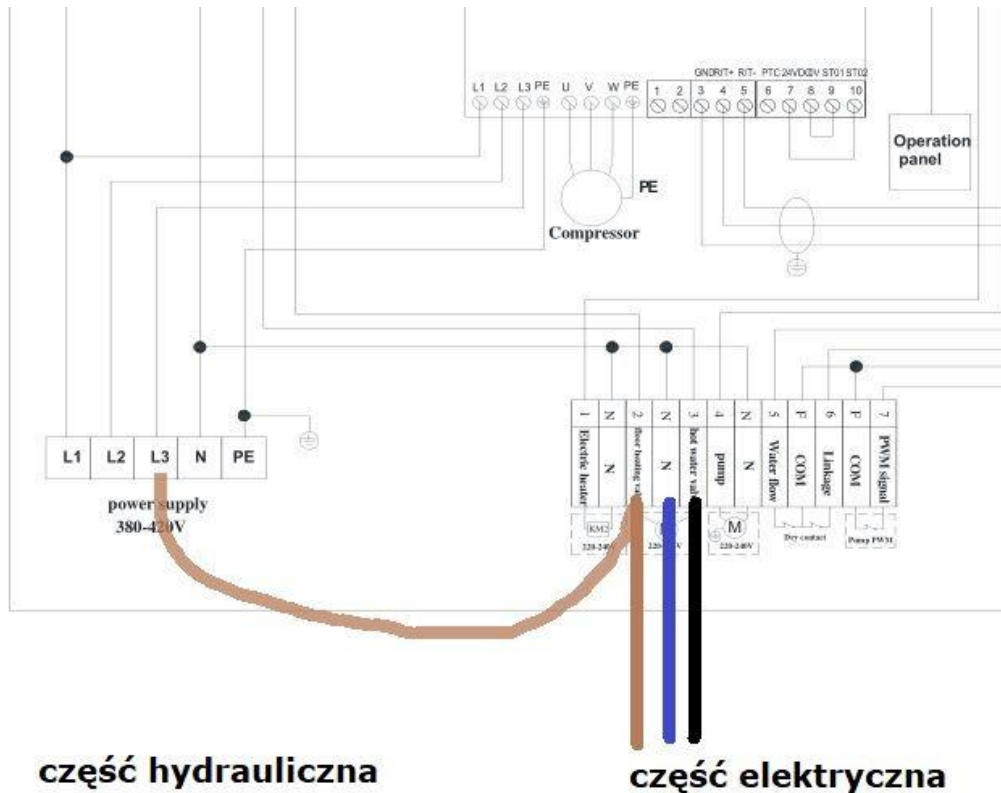 GND RIT+ RIT- PTC 24VDC 0V ST01 ST02
L1 L2 L3 PE U V W PE 1 2 3 4 5 6 7 8 9 10
Operation
panel
PE
Compressor
1 N 2 N 3 4 N 5 F 6 F 7
Electric heater N floor heating N hot water pump N Water flow COM Linkage COM PWM signal
L1 L2 L3 N PE
power supply
380-420V
KM2 M
220-240V 220-240V Dry contact Pump PWM
część hydrauliczna część elektryczna